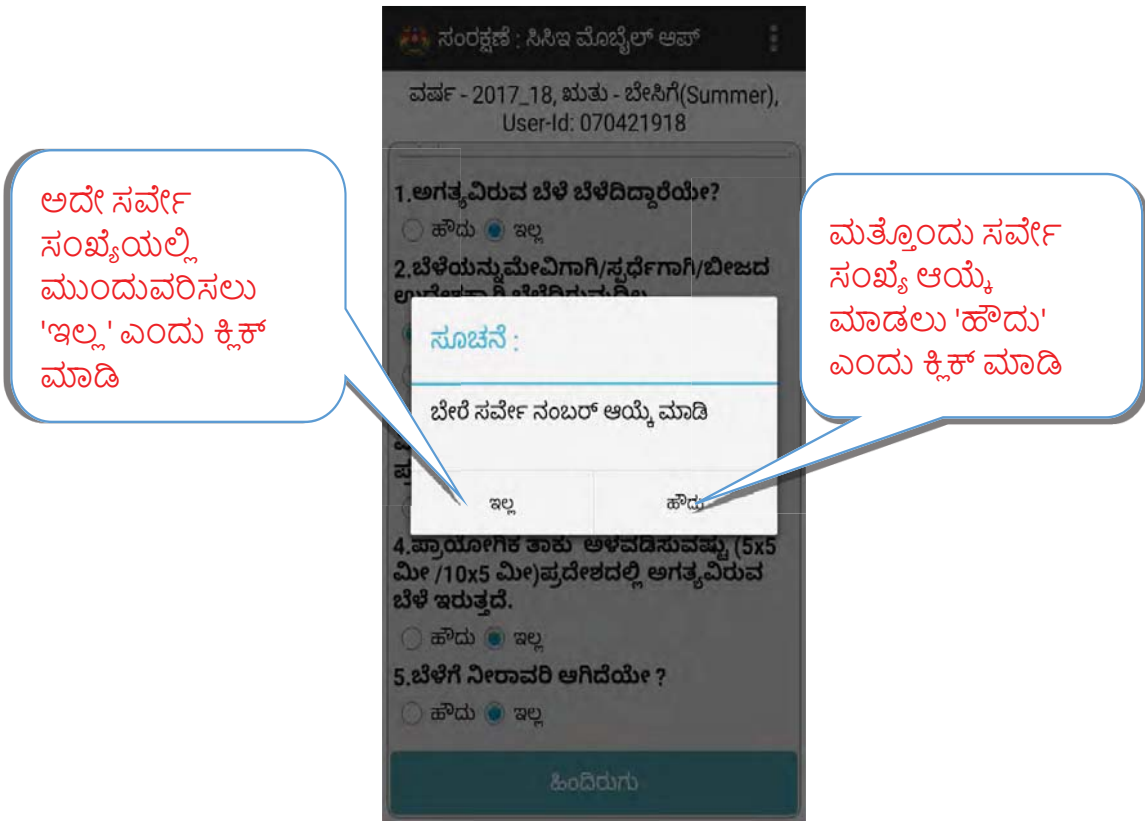 ಸಂರಕ್ಷಣೆ : ಸಿಸಿಇ ಮೊಬೈಲ್ ಆಪ್
ವರ್ಷ - 2017_18, ಋತು - ಬೇಸಿಗೆ(Summer),
User-Id: 070421918
ಅದೇ ಸರ್ವೇ
ಸಂಖ್ಯೆಯಲ್ಲಿ
ಮುಂದುವರಿಸಲು
'ಇಲ್ಲ' ಎಂದು ಕ್ಲಿಕ್
ಮಾಡಿ
1.ಅಗತ್ಯವಿರುವ ಬೆಳೆ ಬೆಳೆದಿದ್ದಾರೆಯೇ?
ಹೌದು ಇಲ್ಲ
2.ಬೆಳೆಯನ್ನುಮೇವಿಗಾಗಿ/ಸ್ಪರ್ಧೆಗಾಗಿ/ಬೀಜದ
ಸೂಚನೆ :
ಬೇರೆ ಸರ್ವೇ ನಂಬರ್ ಆಯ್ಕೆ ಮಾಡಿ
ಇಲ್ಲ ಹೌದು
4.ಪ್ರಾಯೋಗಿಕ ತಾಕು ಅಳವಡಿಸುವಷ್ಟು (5x5
ಮೀ /10x5 ಮೀ)ಪ್ರದೇಶದಲ್ಲಿ ಅಗತ್ಯವಿರುವ
ಬೆಳೆ ಇರುತ್ತದೆ.
ಹೌದು ಇಲ್ಲ
5.ಬೆಳೆಗೆ ನೀರಾವರಿ ಆಗಿದೆಯೇ ?
ಹೌದು ಇಲ್ಲ
ಹಿಂದಿರುಗು
ಮತ್ತೊಂದು ಸರ್ವೇ
ಸಂಖ್ಯೆ ಆಯ್ಕೆ
ಮಾಡಲು 'ಹೌದು'
ಎಂದು ಕ್ಲಿಕ್ ಮಾಡಿ